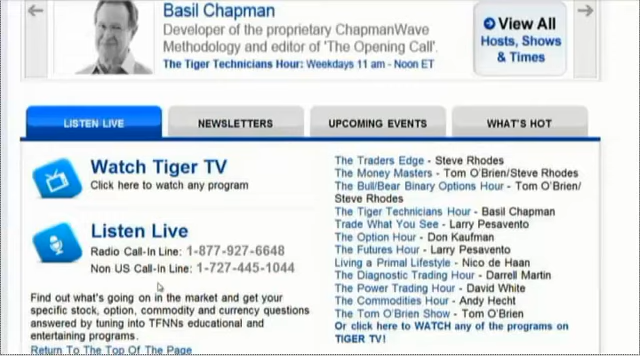 Basil Chapman
Developer of the proprietary ChapmanWave
Methodology and editor of 'The Opening Call'.
The Tiger Technicians Hour: Weekdays 11 am - Noon ET
View All
Hosts, Shows
& Times
LISTEN LIVE
NEWSLETTERS
UPCOMING EVENTS
WHAT'S HOT
Watch Tiger TV
Click here to watch any program
Listen Live
Radio Call-In Line: 1-877-927-6648
Non US Call-In Line: 1-727-445-1044
Find out what's going on in the market and get your
specific stock, option, commodity and currency questions
answered by tuning into TFNNs educational and
entertaining programs.
Return To The Top Of The Page
The Traders Edge - Steve Rhodes
The Money Masters - Tom O'Brien/Steve Rhodes
The Bull/Bear Binary Options Hour - Tom O'Brien/
Steve Rhodes
The Tiger Technicians Hour - Basil Chapman
Trade What You See - Larry Pesavento
The Option Hour - Don Kaufman
The Futures Hour - Larry Pesavento
Living a Primal Lifestyle - Nico de Haan
The Diagnostic Trading Hour - Darrell Martin
The Power Trading Hour - David White
The Commodities Hour - Andy Hecht
The Tom O'Brien Show - Tom O'Brien
Or click here to WATCH any of the programs on
TIGER TV!